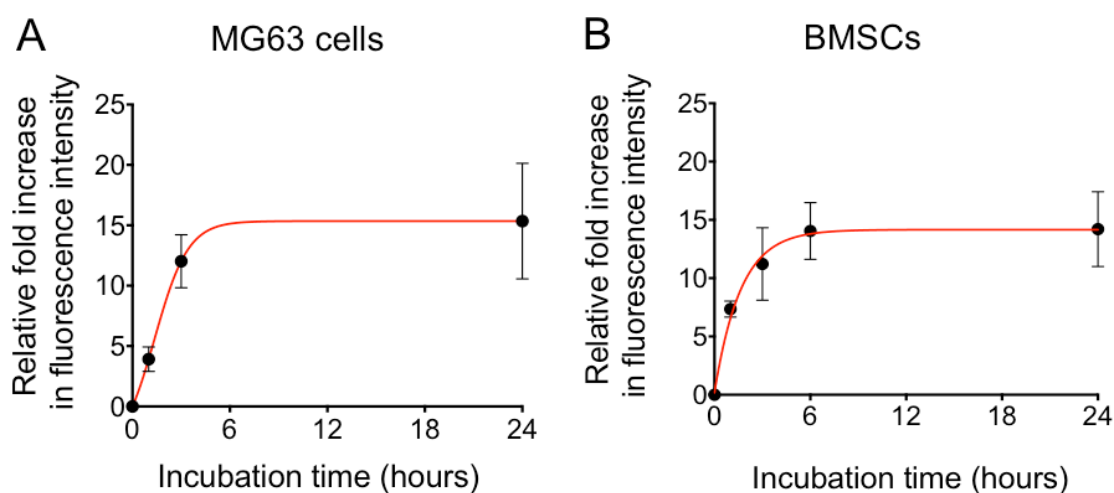 A
MG63 cells
Relative fold increase
in fluorescence intensity
25
20
15
10
5
0
0 6 12 18 24
Incubation time (hours)
B
BMSCs
Relative fold increase
in fluorescence intensity
25
20
15
10
5
0
0 6 12 18 24
Incubation time (hours)